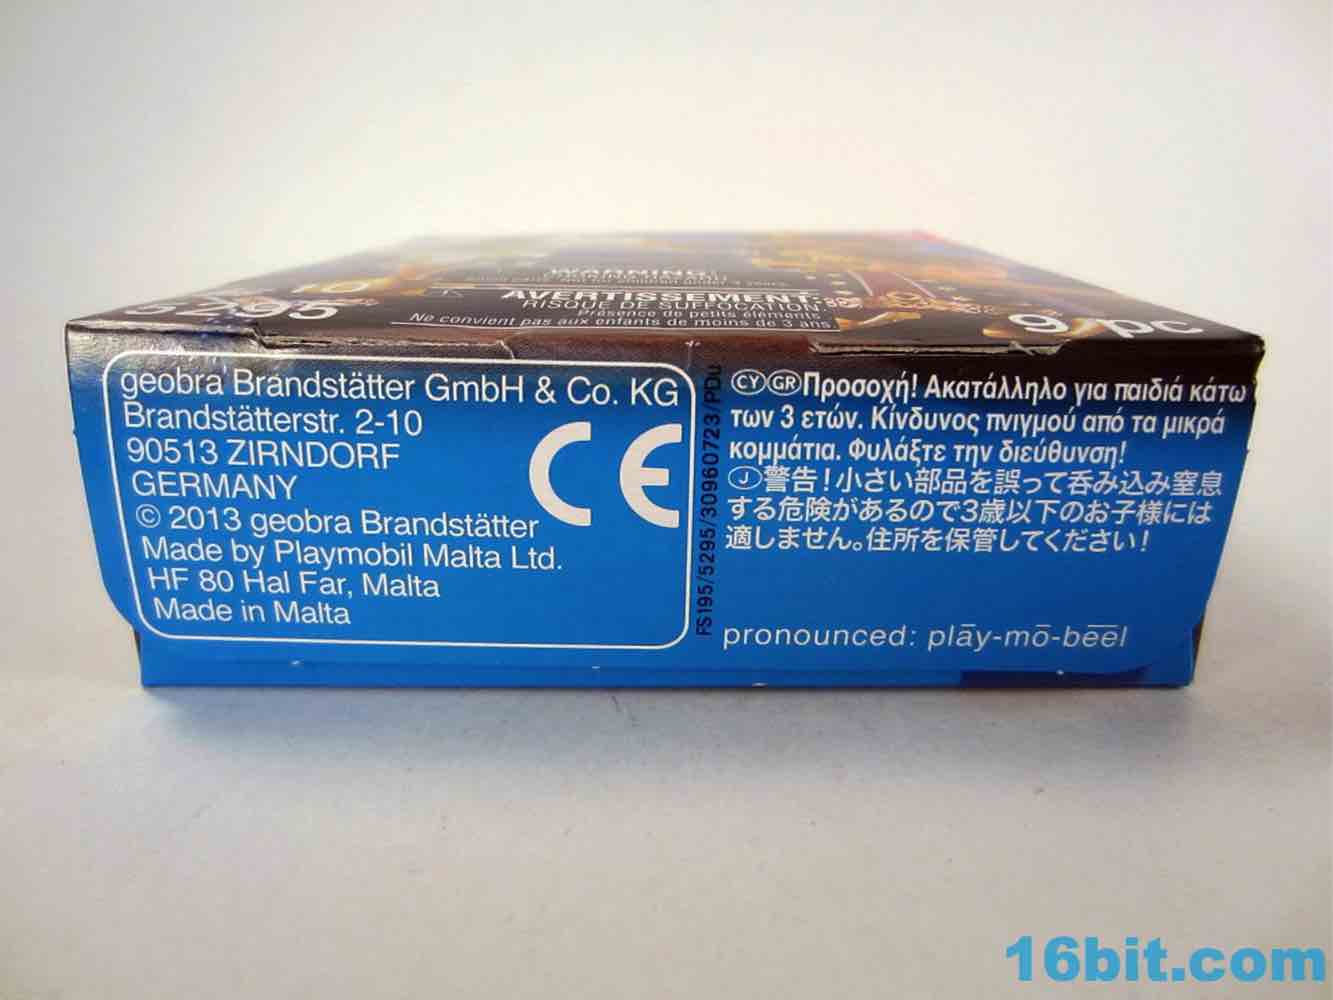 5295
10
WARNING:
AVERTISSEMENT:
RISQUE DE SUFFOCATION.
Présence de petits éléments
Ne convient pas aux enfants de moins de 3 ans
9 pc
geobra Brandstätter GmbH & Co. KG
Brandstätterstr. 2-10
90513 ZIRNDORF
GERMANY
© 2013 geobra Brandstätter
Made by Playmobil Malta Ltd.
HF 80 Hal Far, Malta
Made in Malta
CE
FS195/5295/30960723/PDu
CY GR Προσοχή! Ακατάλληλο για παιδιά κάτω
των 3 ετών. Κίνδυνος πνιγμού από τα μικρά
κομμάτια. Φυλάξτε την διεύθυνση!
J 警告!小さい部品を誤って呑み込み窒息
する危険があるので3歳以下のお子様には
適しません。住所を保管してください!
pronounced: plāy-mō-bēēl
16bit.com